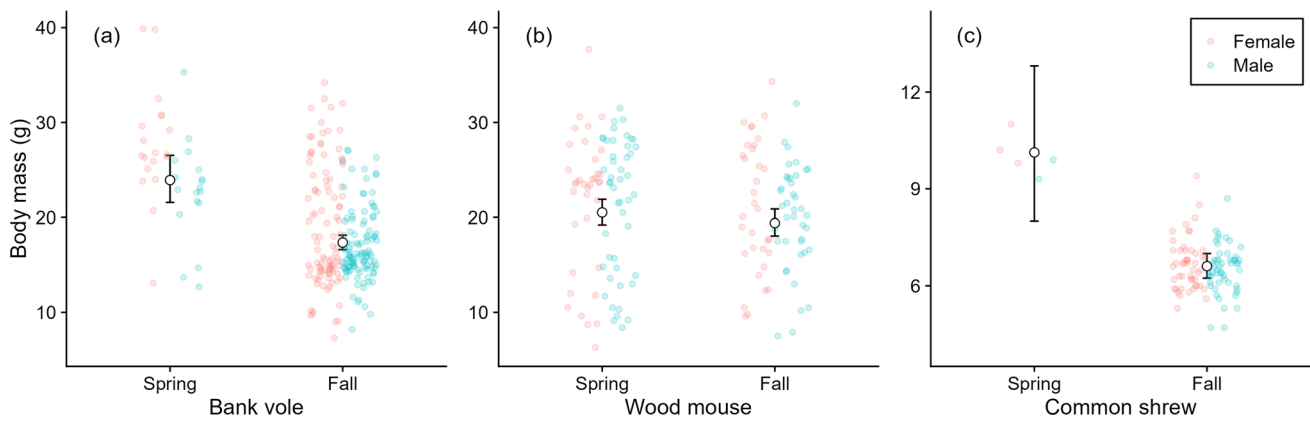 Body mass (g)
(a)
40
30
20
10
Spring
Fall
Bank vole
(b)
40
30
20
10
Spring
Fall
Wood mouse
(c)
12
9
6
Spring
Fall
Common shrew
Female
Male